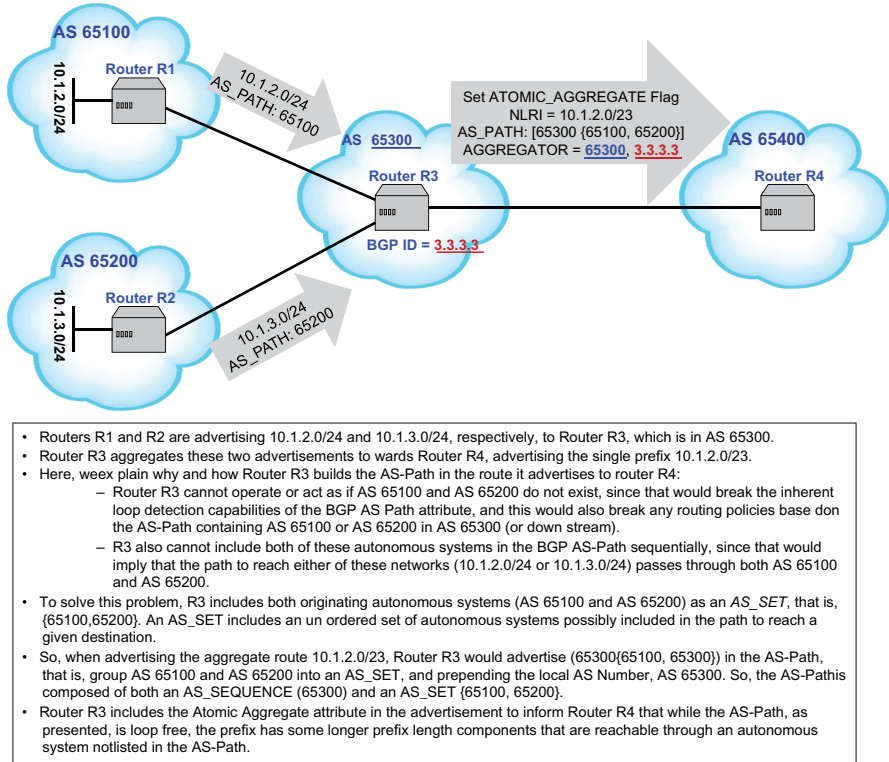 AS 65100
10.1.2.0/24
Router R1
10.1.2.0/24
AS_PATH: 65100
AS 65200
10.1.3.0/24
Router R2
10.1.3.0/24
AS_PATH: 65200
AS 65300
Router R3
BGP ID = 3.3.3.3
Set ATOMIC_AGGREGATE Flag
NLRI = 10.1.2.0/23
AS_PATH: [65300 {65100, 65200}]
AGGREGATOR = 65300, 3.3.3.3
AS 65400
Router R4
• Routers R1 and R2 are advertising 10.1.2.0/24 and 10.1.3.0/24, respectively, to Router R3, which is in AS 65300.
• Router R3 aggregates these two advertisements to wards Router R4, advertising the single prefix 10.1.2.0/23.
• Here, weex plain why and how Router R3 builds the AS-Path in the route it advertises to router R4:
– Router R3 cannot operate or act as if AS 65100 and AS 65200 do not exist, since that would break the inherent
loop detection capabilities of the BGP AS Path attribute, and this would also break any routing policies base don
the AS-Path containing AS 65100 or AS 65200 in AS 65300 (or down stream).
– R3 also cannot include both of these autonomous systems in the BGP AS-Path sequentially, since that would
imply that the path to reach either of these networks (10.1.2.0/24 or 10.1.3.0/24) passes through both AS 65100
and AS 65200.
• To solve this problem, R3 includes both originating autonomous systems (AS 65100 and AS 65200) as an AS_SET, that is,
{65100,65200}. An AS_SET includes an un ordered set of autonomous systems possibly included in the path to reach a
given destination.
• So, when advertising the aggregate route 10.1.2.0/23, Router R3 would advertise (65300{65100, 65300}) in the AS-Path,
that is, group AS 65100 and AS 65200 into an AS_SET, and prepending the local AS Number, AS 65300. So, the AS-Pathis
composed of both an AS_SEQUENCE (65300) and an AS_SET {65100, 65200}.
• Router R3 includes the Atomic Aggregate attribute in the advertisement to inform Router R4 that while the AS-Path, as
presented, is loop free, the prefix has some longer prefix length components that are reachable through an autonomous
system notlisted in the AS-Path.